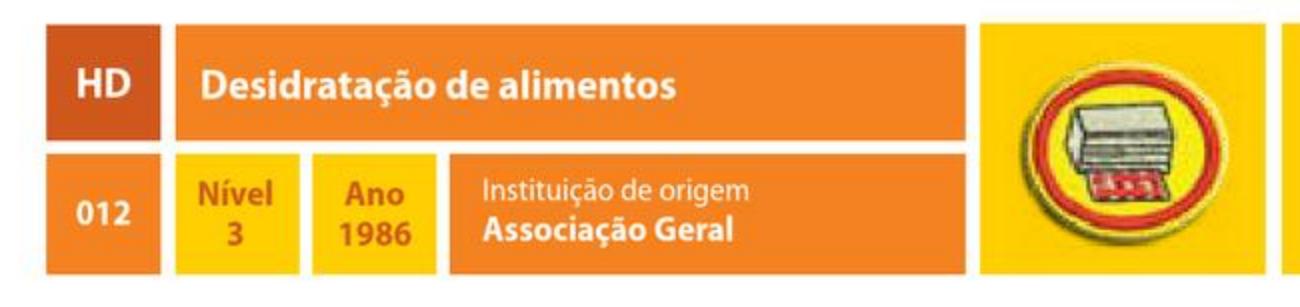 HD
Desidratação de alimentos
012
Nível
3
Ano
1986
Instituição de origem
Associação Geral